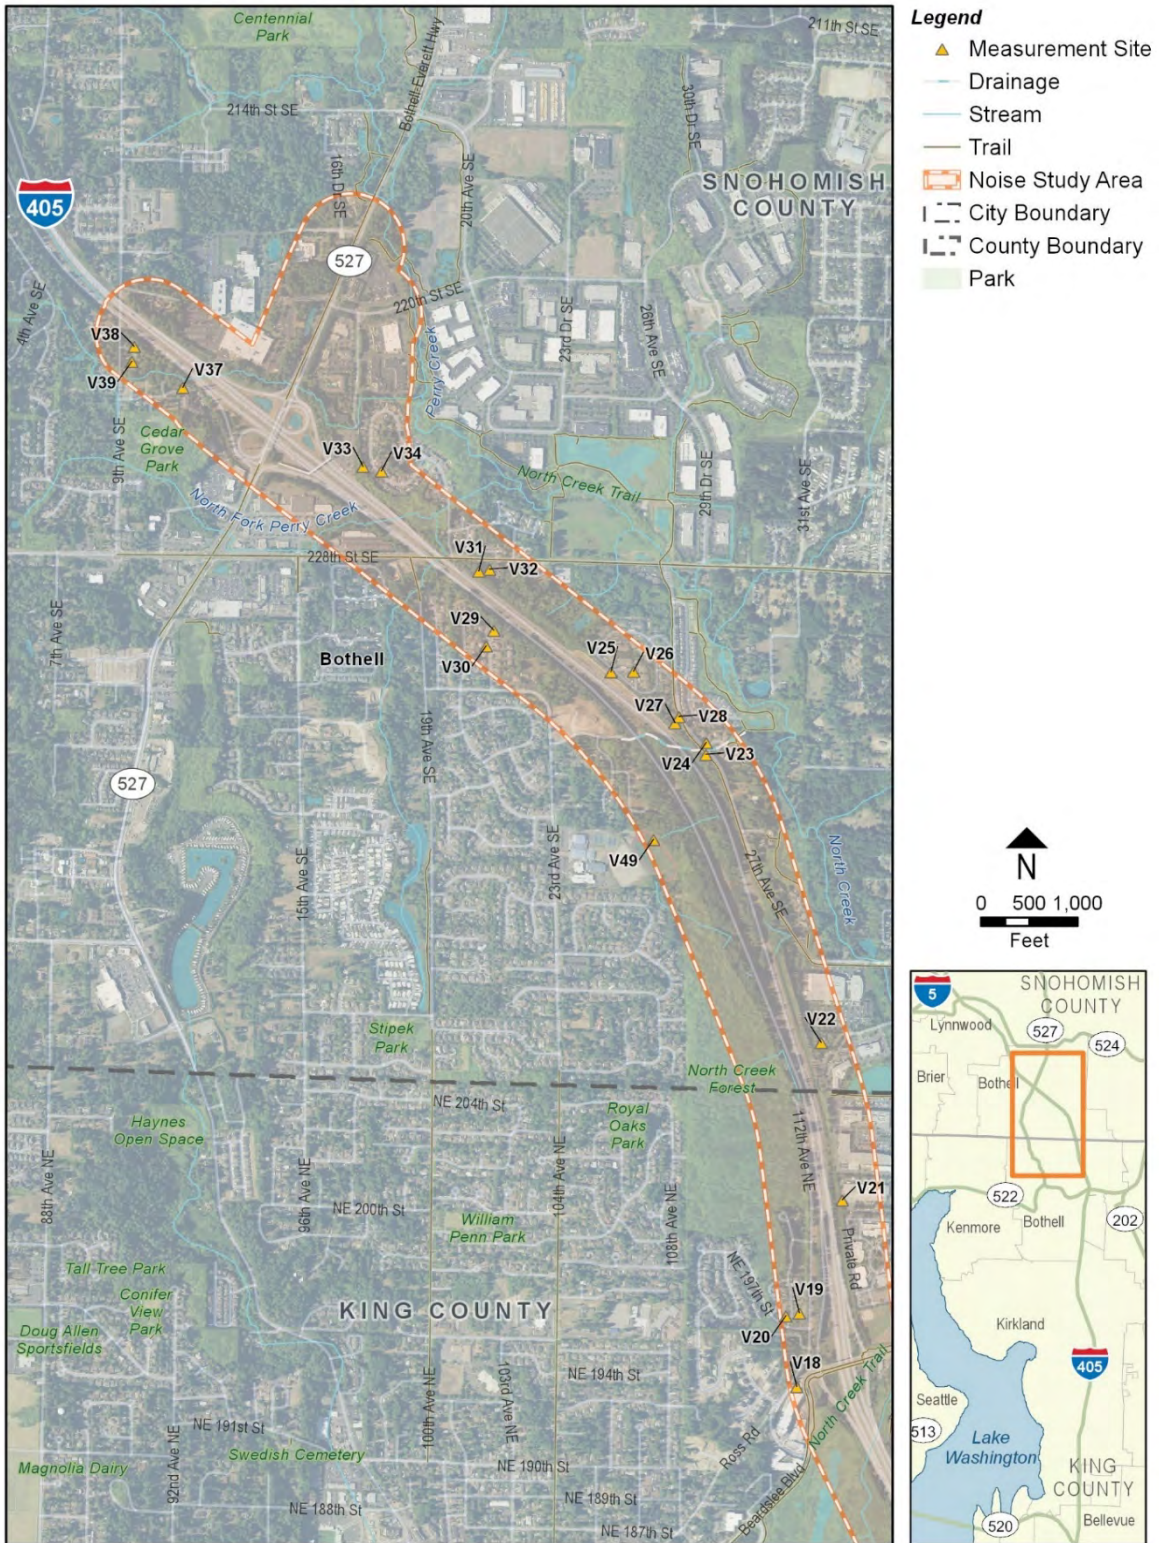 Centennial
Park
Bothell-Everett Hwy
211th St SE
214th St SE
30th Dr SE
16th Dr SE
20th Ave SE
SNOHOMISH
COUNTY
405
527
4th Ave SE
220th St SE
23rd Dr SE
26th Ave SE
Perry Creek
V38
V39
V37
Cedar
Grove
Park
9th Ave SE
V33
V34
North Creek Trail
29th Dr SE
31st Ave SE
North Fork Perry Creek
228th St SE
V31
V32
7th Ave SE
V29
V30
Bothell
V25
V26
V27
V28
V24
V23
19th Ave SE
527
V49
23rd Ave SE
15th Ave SE
27th Ave SE
North Creek
Stipek
Park
V22
North Creek
Forest
NE 204th St
Haynes
Open Space
Royal
Oaks
Park
112th Ave NE
88th Ave NE
96th Ave NE
104th Ave NE
NE 200th St
William
Penn Park
108th Ave NE
V21
Private Rd
NE 197th St
Tall Tree Park
Conifer
View
Park
KING COUNTY
V19
V20
Doug Allen
Sportsfields
V18
NE 194th St
100th Ave NE
103rd Ave NE
North Creek Trail
NE 191st St
92nd Ave NE
Swedish Cemetery
Magnolia Dairy
NE 190th St
Ross Rd
Beardslee Blvd
NE 189th St
NE 188th St
NE 187th St
Legend
Measurement Site
Drainage
Stream
Trail
Noise Study Area
City Boundary
County Boundary
Park
N
0 500 1,000
Feet
5
SNOHOMISH
COUNTY
Lynnwood
527
524
Brier
Bothell
522
Bothell
202
Kenmore
Kirkland
405
Seattle
513
Lake
Washington
KING
COUNTY
520
Bellevue